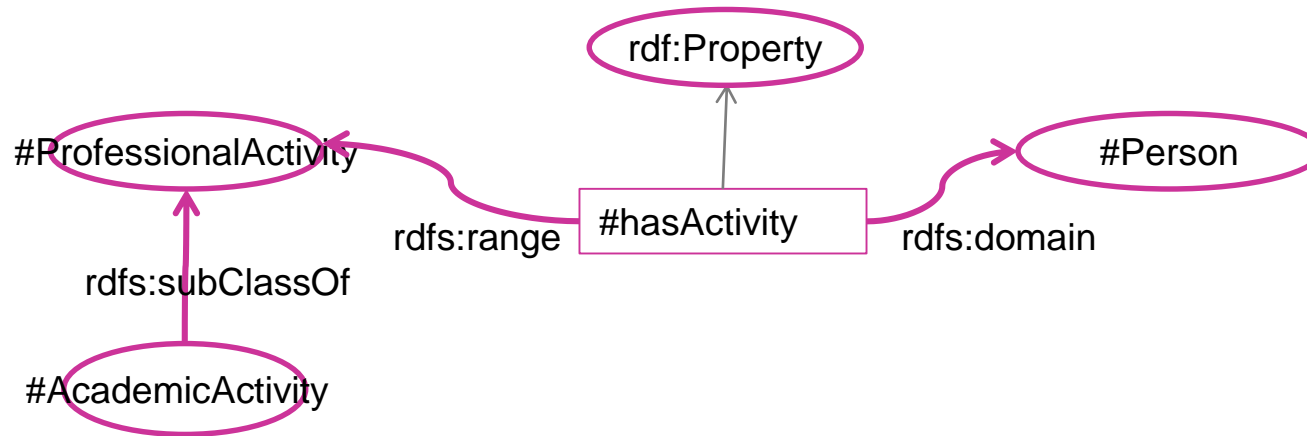 rdf:Property
#ProfessionalActivity
#Person
#hasActivity
rdfs:range
rdfs:domain
rdfs:subClassOf
#AcademicActivity